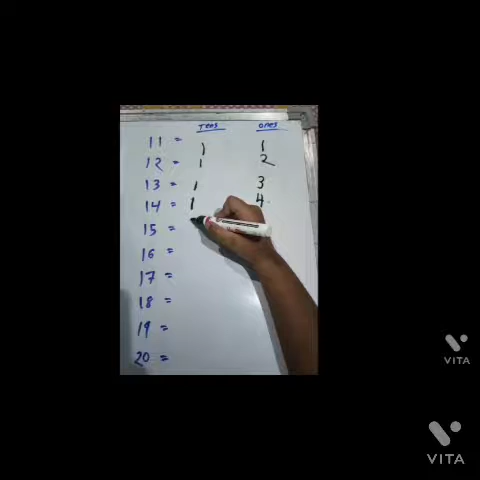 Tens ones
11 = 1 1
12 = 1 2
13 = 1 3
14 = 1 4
15 =
16 =
17 =
18 =
19 =
20 =
VITA
VITA